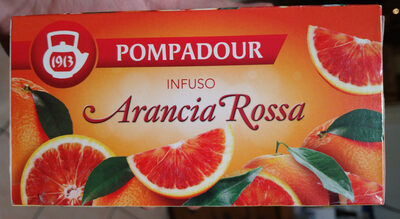 1913
POMPADOUR
INFUSO
Arancia Rossa